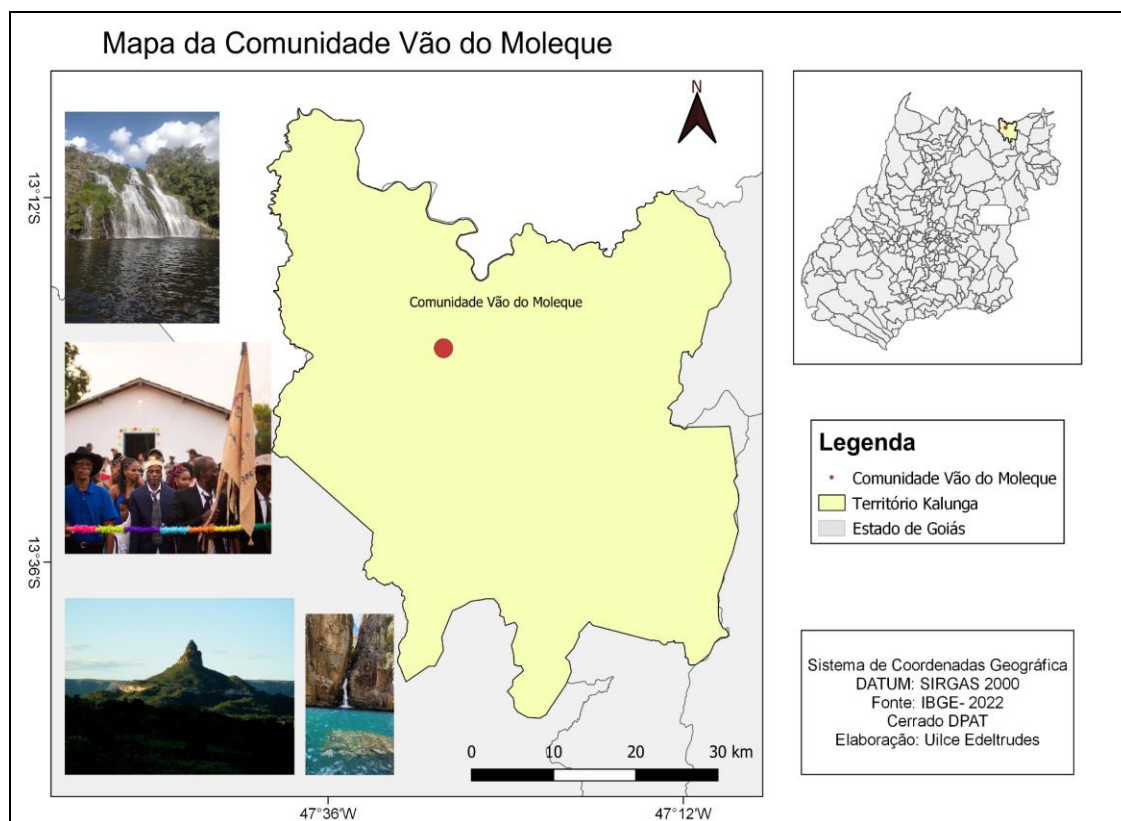 Mapa da Comunidade Vão do Moleque
N
13°12'S
Comunidade Vão do Moleque
13°36'S
0 10 20 30 km
47°36'W 47°12'W
Legenda
Comunidade Vão do Moleque
Território Kalunga
Estado de Goiás
Sistema de Coordenadas Geográfica
DATUM: SIRGAS 2000
Fonte: IBGE- 2022
Cerrado DPAT
Elaboração: Uilce Edeltrudes